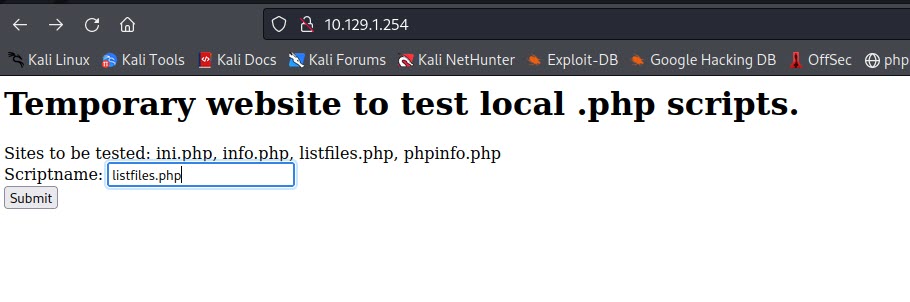 10.129.1.254
Kali Linux Kali Tools Kali Docs Kali Forums Kali NetHunter Exploit-DB Google Hacking DB OffSec php
Temporary website to test local .php scripts.
Sites to be tested: ini.php, info.php, listfiles.php, phpinfo.php
Scriptname: listfiles.php
Submit